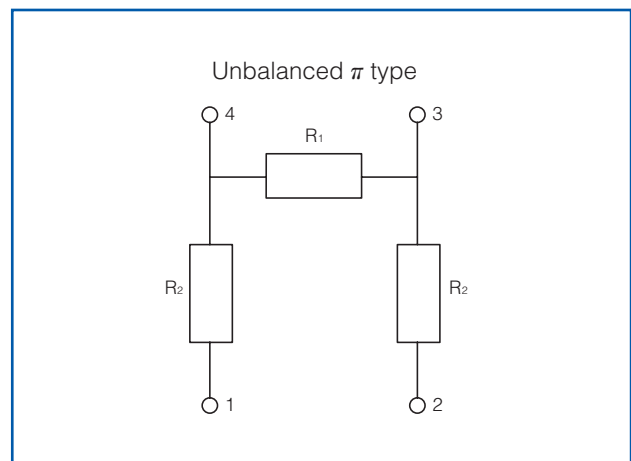 Unbalanced π type
4
3
R₁
R₂
R₂
1
2